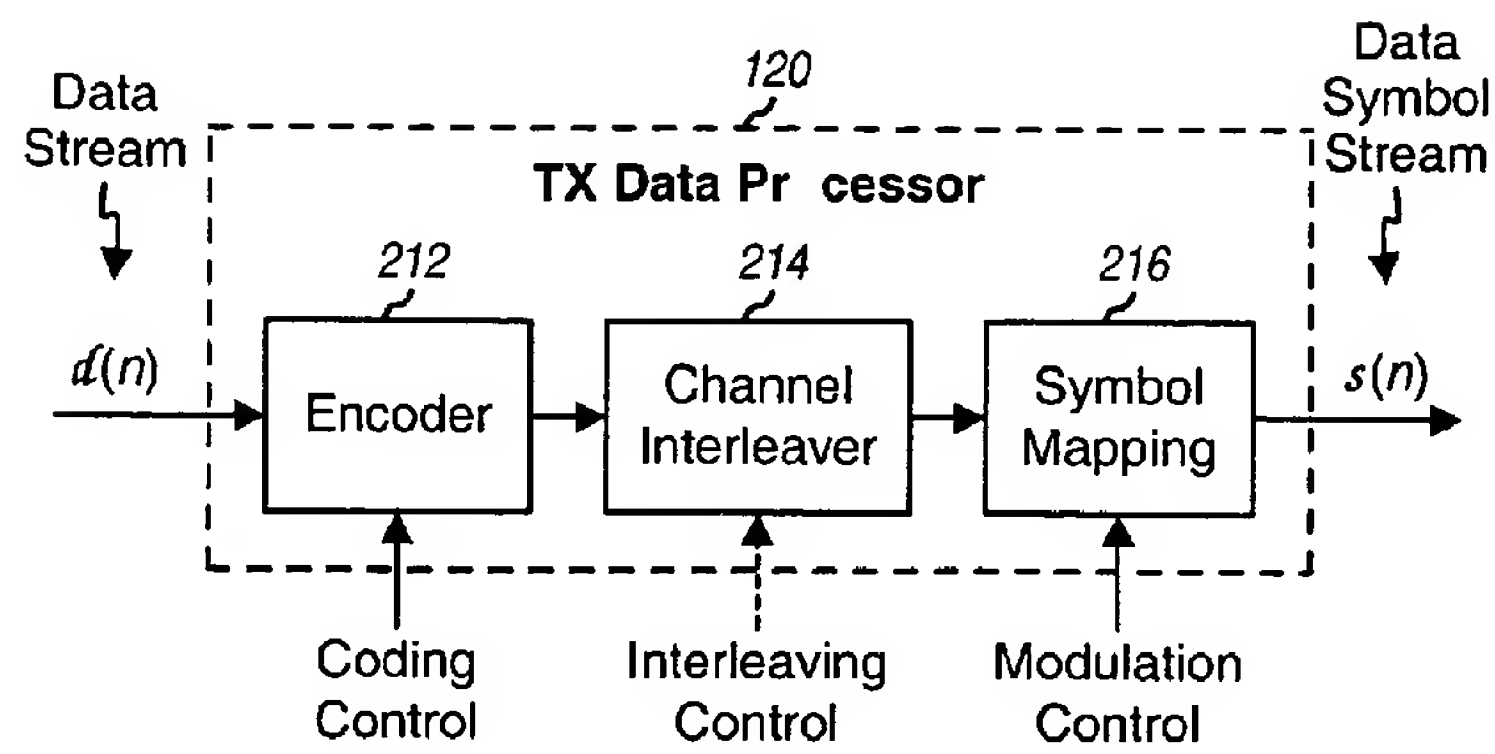 120
Data
Stream
Data
Symbol
Stream
TX Data Pr cessor
212
214
216
d(n)
Encoder
Channel
Interleaver
Symbol
Mapping
s(n)
Coding
Control
Interleaving
Control
Modulation
Control